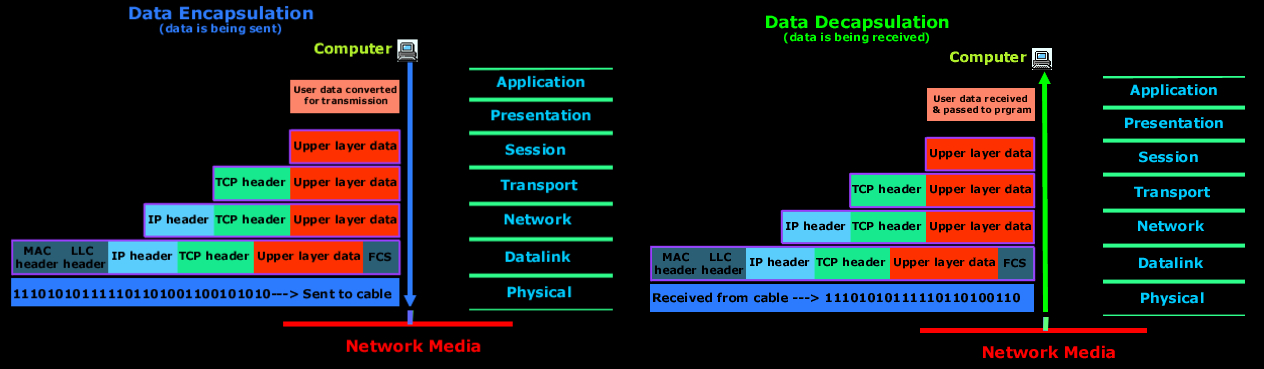 Data Encapsulation
(data is being sent)
Computer
User data converted
for transmission
Upper layer data
TCP header Upper layer data
IP header TCP header Upper layer data
MAC header LLC header IP header TCP header Upper layer data FCS
111010101111101101001100101010---> Sent to cable
Application
Presentation
Session
Transport
Network
Datalink
Physical
Network Media
Data Decapsulation
(data is being received)
Computer
User data received
& passed to prgram
Upper layer data
TCP header Upper layer data
IP header TCP header Upper layer data
MAC header LLC header IP header TCP header Upper layer data FCS
Received from cable ---> 11101010111110110100110
Application
Presentation
Session
Transport
Network
Datalink
Physical
Network Media